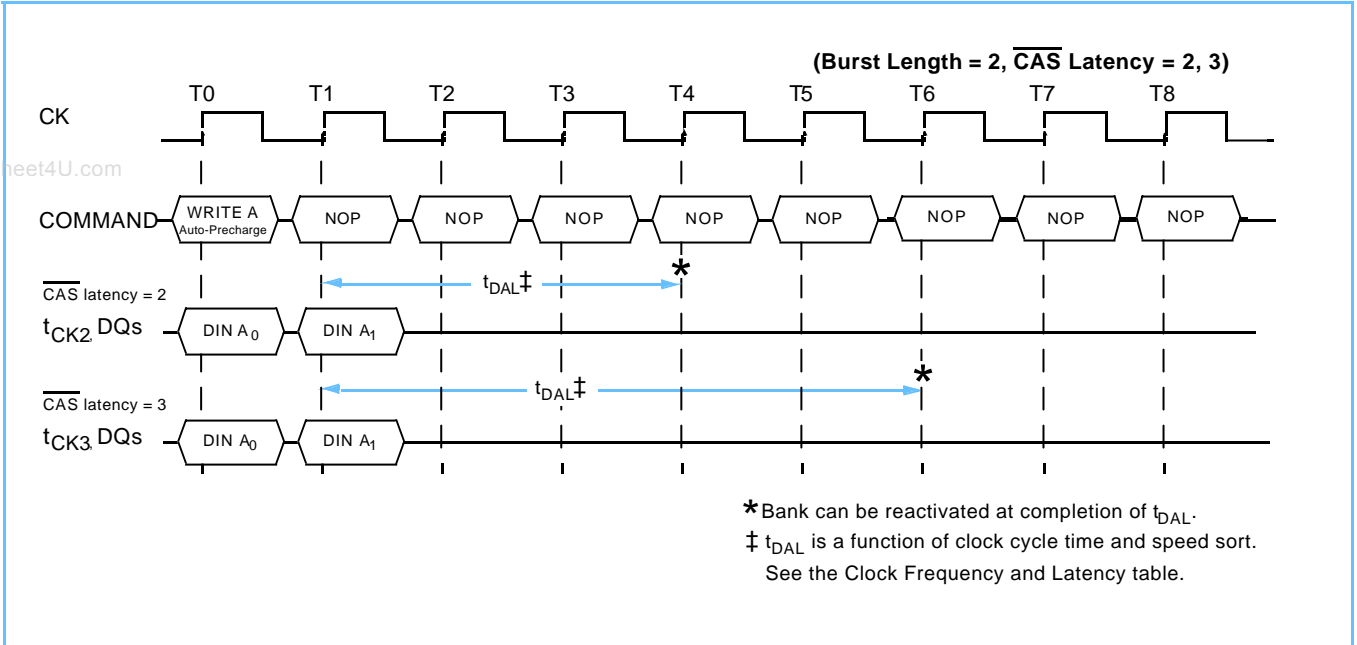 (Burst Length = 2, CAS Latency = 2, 3)
T0 T1 T2 T3 T4 T5 T6 T7 T8
CK
heet4U.com
COMMAND WRITE A Auto-Precharge NOP NOP NOP NOP NOP NOP NOP NOP
tDAL‡ *
CAS latency = 2
tCK2, DQs DIN A0 DIN A1
tDAL‡ *
CAS latency = 3
tCK3, DQs DIN A0 DIN A1
* Bank can be reactivated at completion of tDAL.
‡ tDAL is a function of clock cycle time and speed sort.
See the Clock Frequency and Latency table.